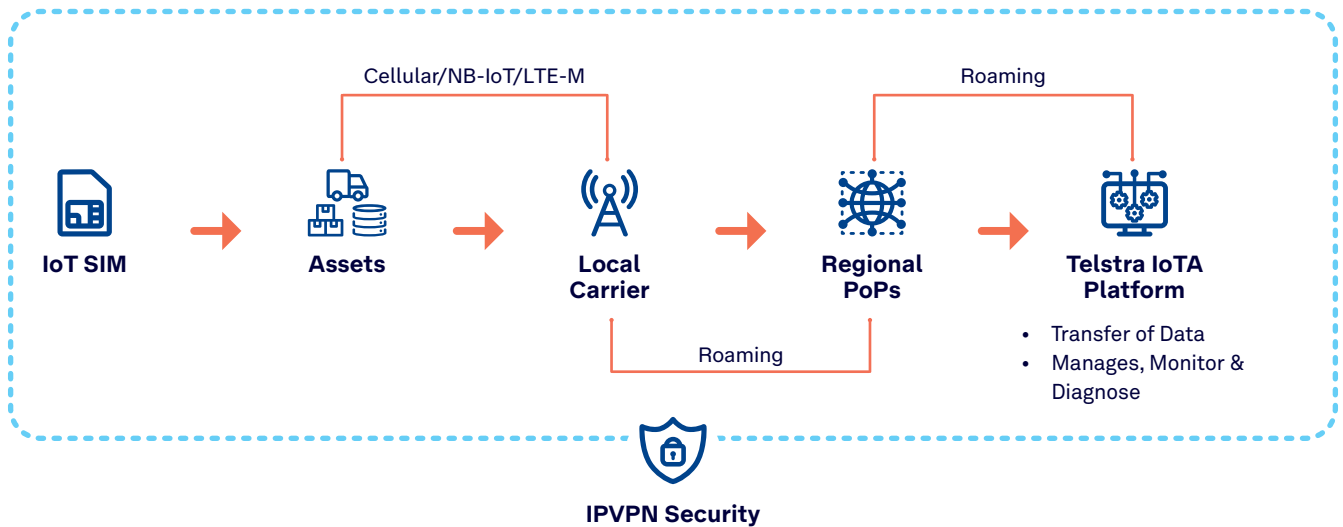 Cellular/NB-IoT/LTE-M
Roaming
IoT SIM
Assets
Local
Carrier
Regional
PoPs
Telstra IoTA
Platform
• Transfer of Data
• Manages, Monitor &
Diagnose
Roaming
IPVPN Security